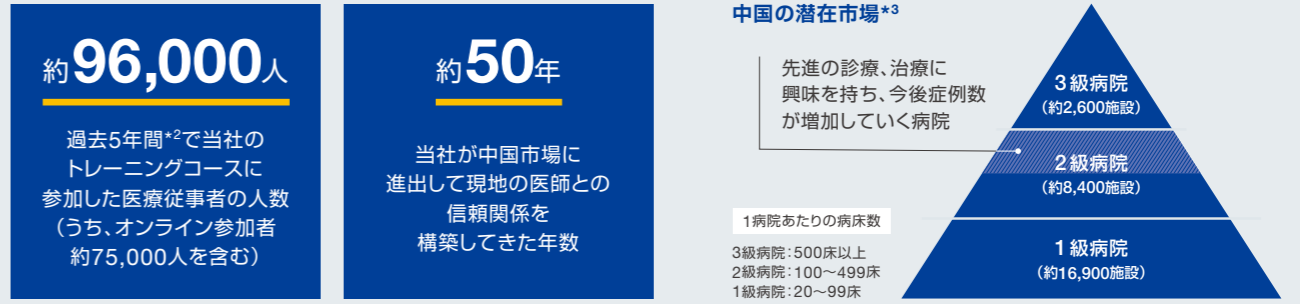 約96,000人
過去5年間*2で当社の
トレーニングコースに
参加した医療従事者の人数
（うち、オンライン参加者
約75,000人を含む）
約50年
当社が中国市場に
進出して現地の医師との
信頼関係を
構築してきた年数
中国の潜在市場*3
先進の診療、治療に
興味を持ち、今後症例数
が増加していく病院
3級病院
（約2,600施設）
2級病院
（約8,400施設）
1級病院
（約16,900施設）
1病院あたりの病床数
3級病院：500床以上
2級病院：100〜499床
1級病院：20〜99床